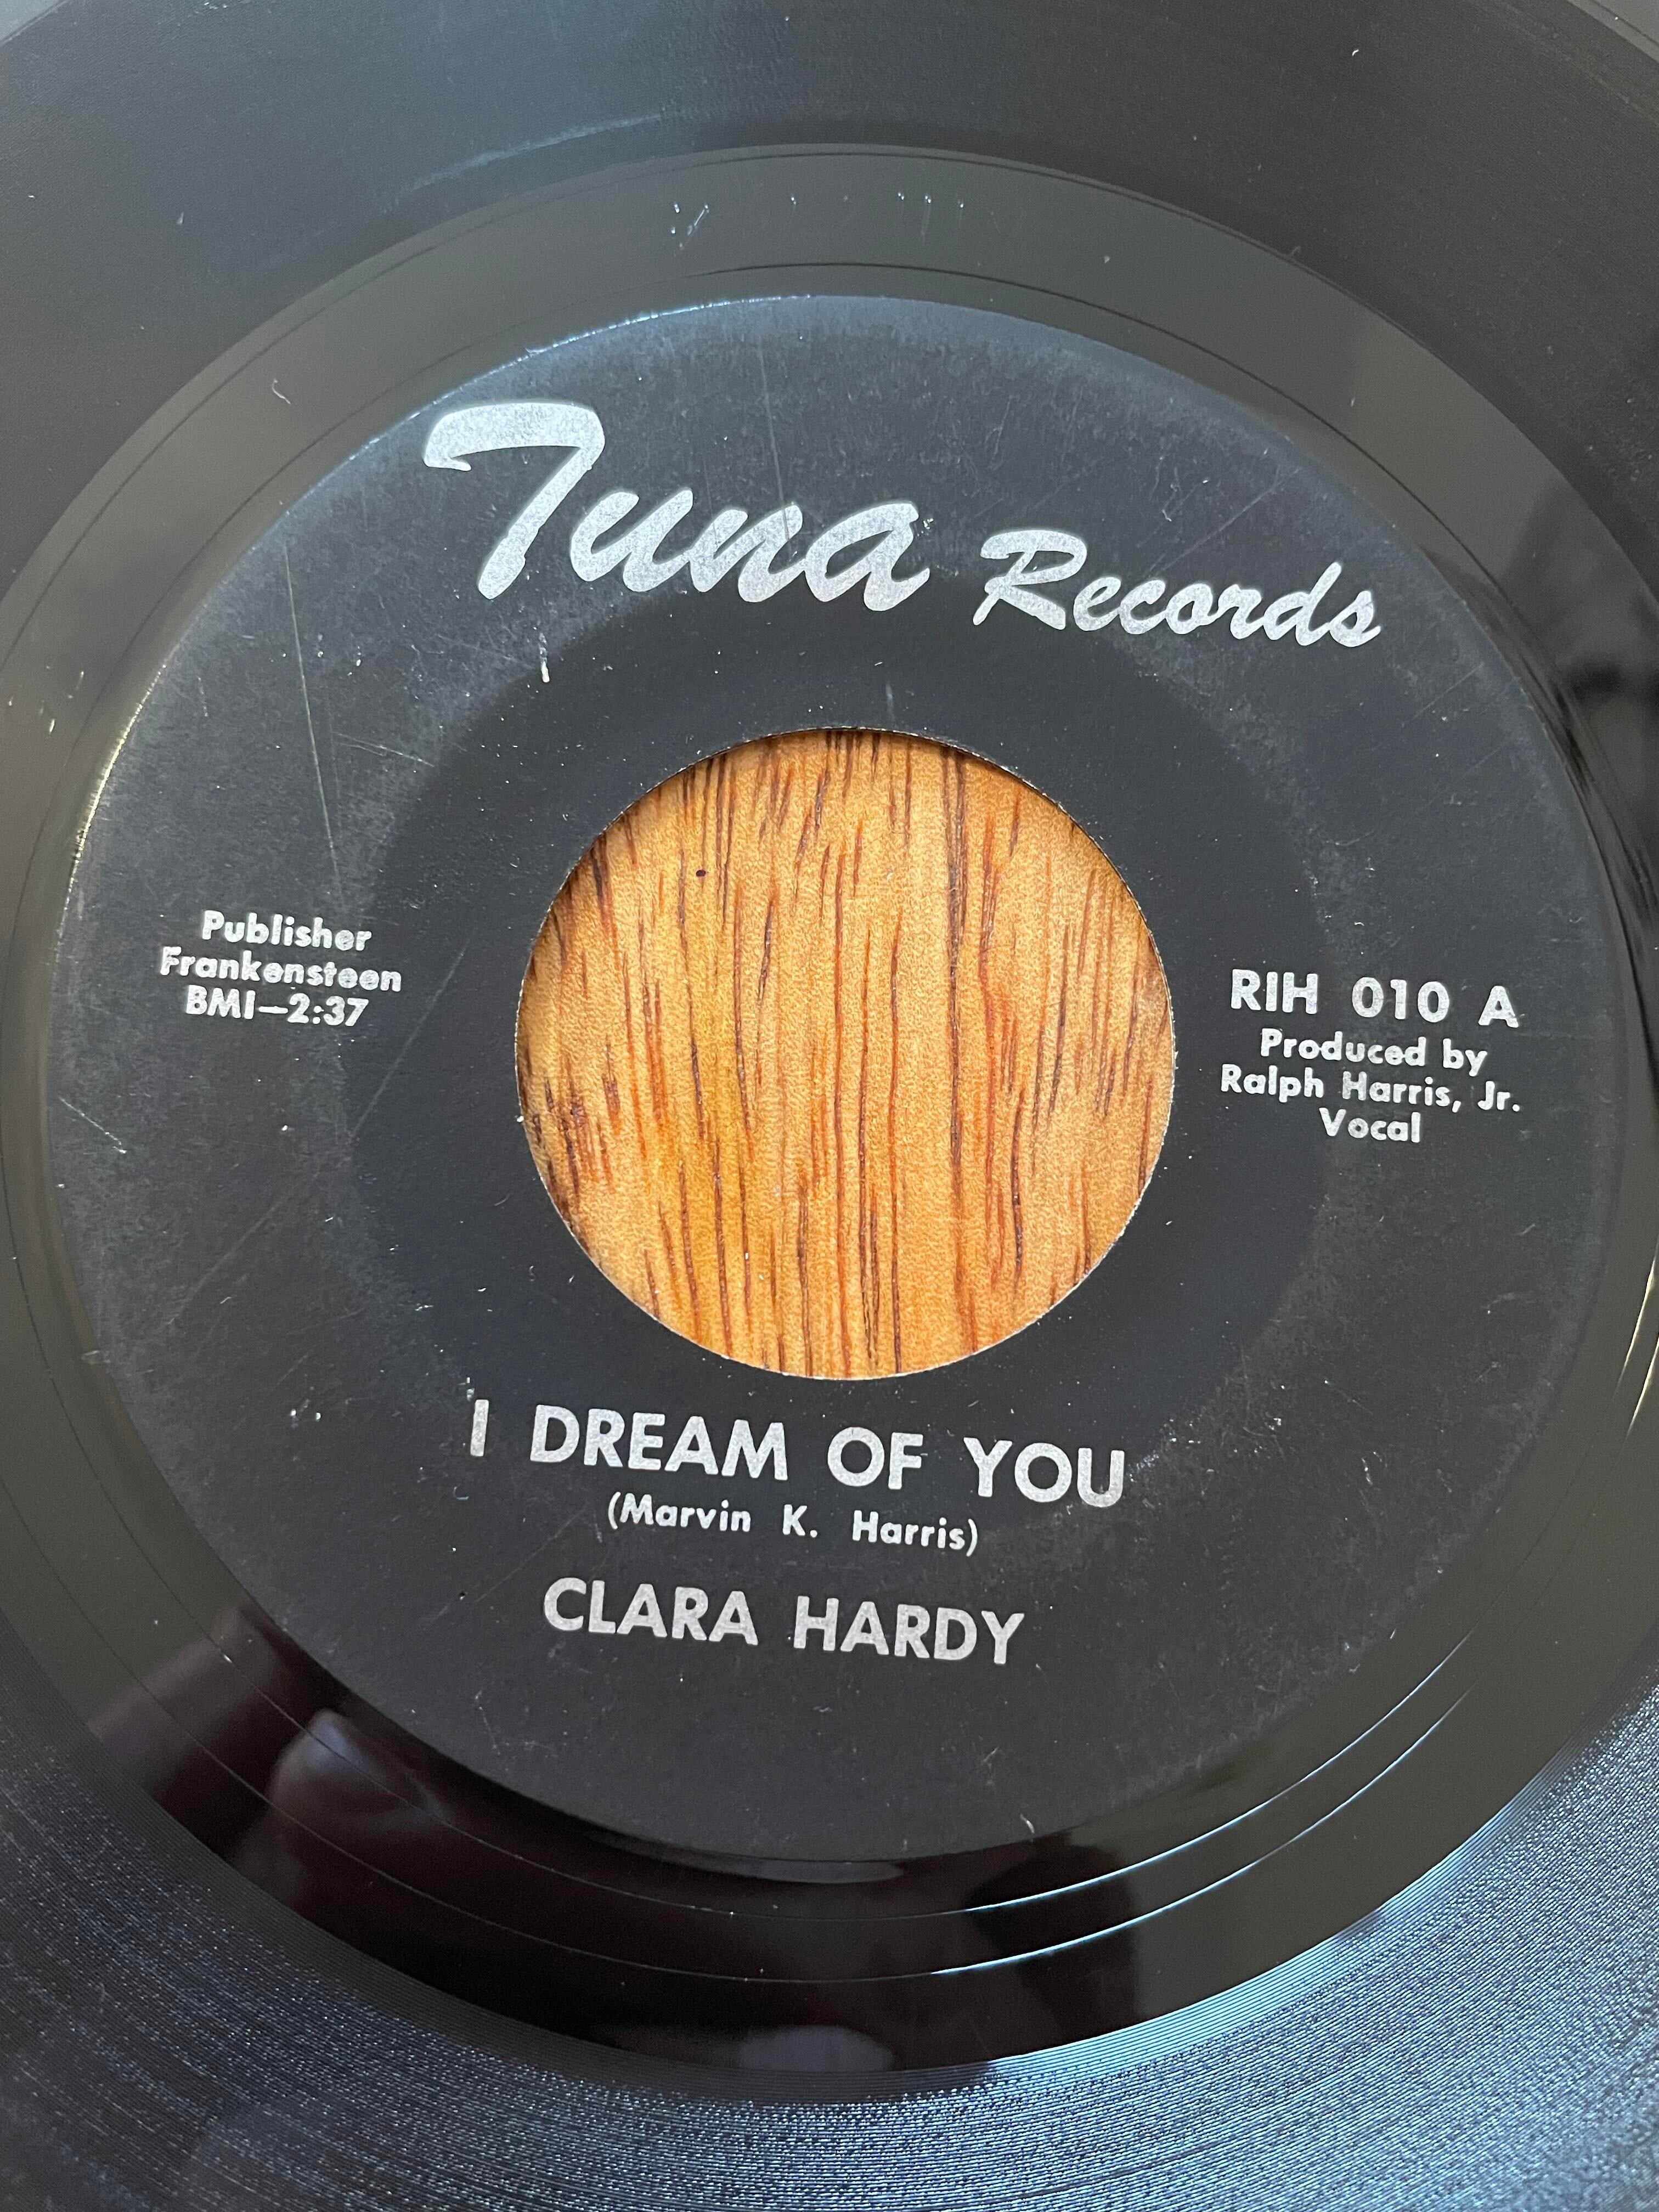 Tuna Records
Publisher
Frankensteen
BMI—2:37
RIH 010 A
Produced by
Ralph Harris, Jr.
Vocal
I DREAM OF YOU
(Marvin K. Harris)
CLARA HARDY